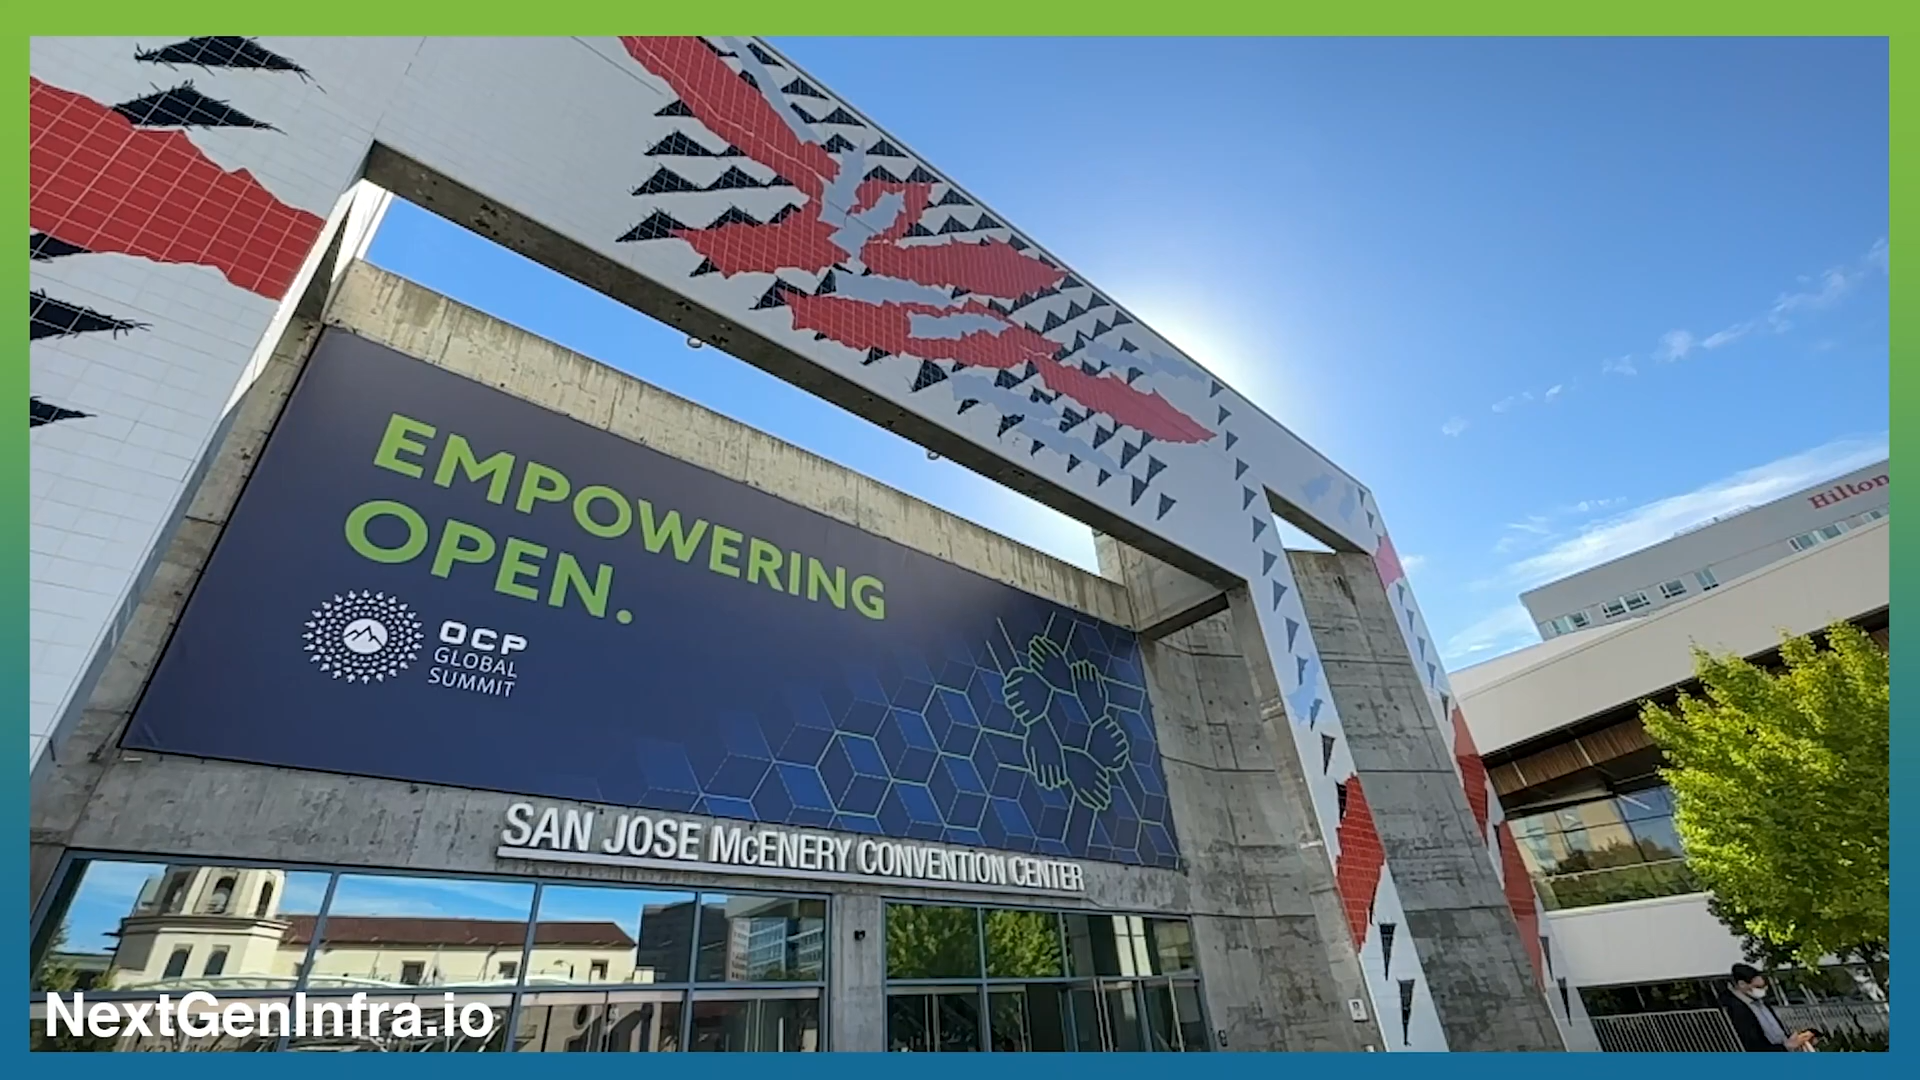 EMPOWERING
OPEN.
OCP
GLOBAL
SUMMIT
SAN JOSE McENERY CONVENTION CENTER
Hilton
NextGenInfra.io